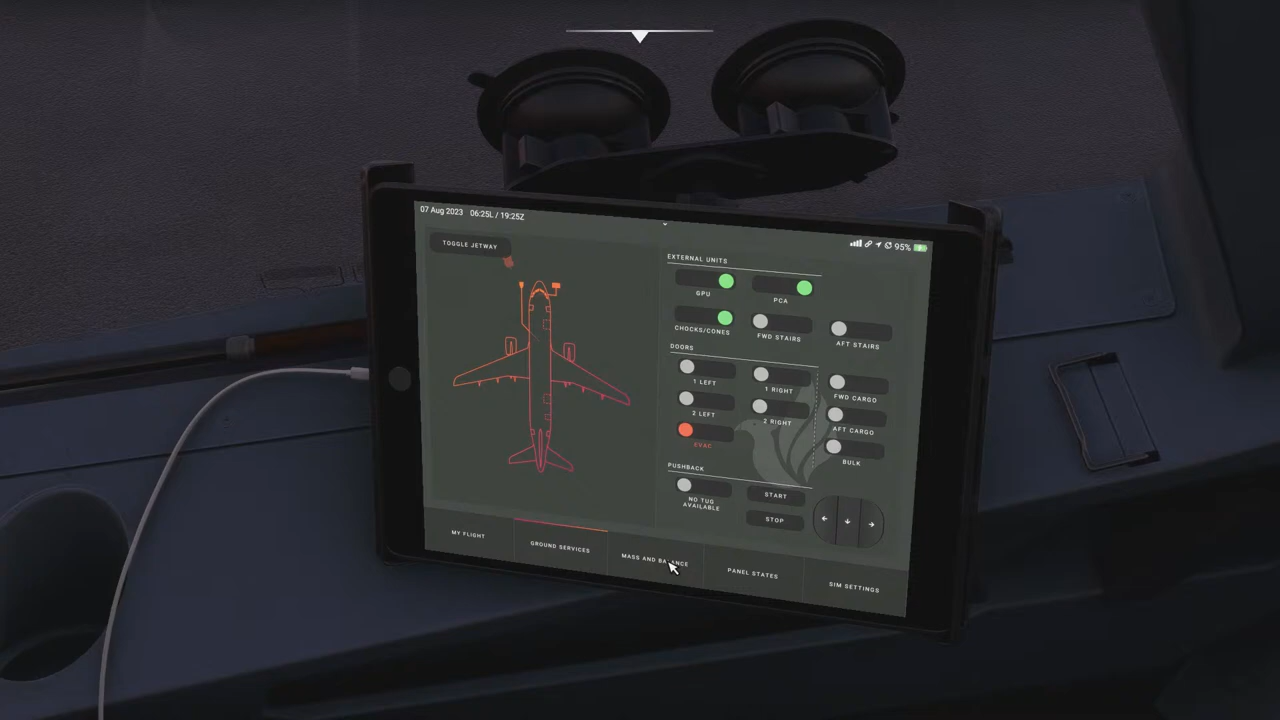 07 Aug 2023 06:25L / 19:25Z
95%
TOGGLE JETWAY
EXTERNAL UNITS
GPU
PCA
CHOCKS/CONES
FWD STAIRS
AFT STAIRS
DOORS
1 LEFT
1 RIGHT
FWD CARGO
2 LEFT
2 RIGHT
AFT CARGO
EVAC
BULK
PUSHBACK
NO TUG
AVAILABLE
START
STOP
MY FLIGHT
GROUND SERVICES
MASS AND BALANCE
PANEL STATES
SIM SETTINGS